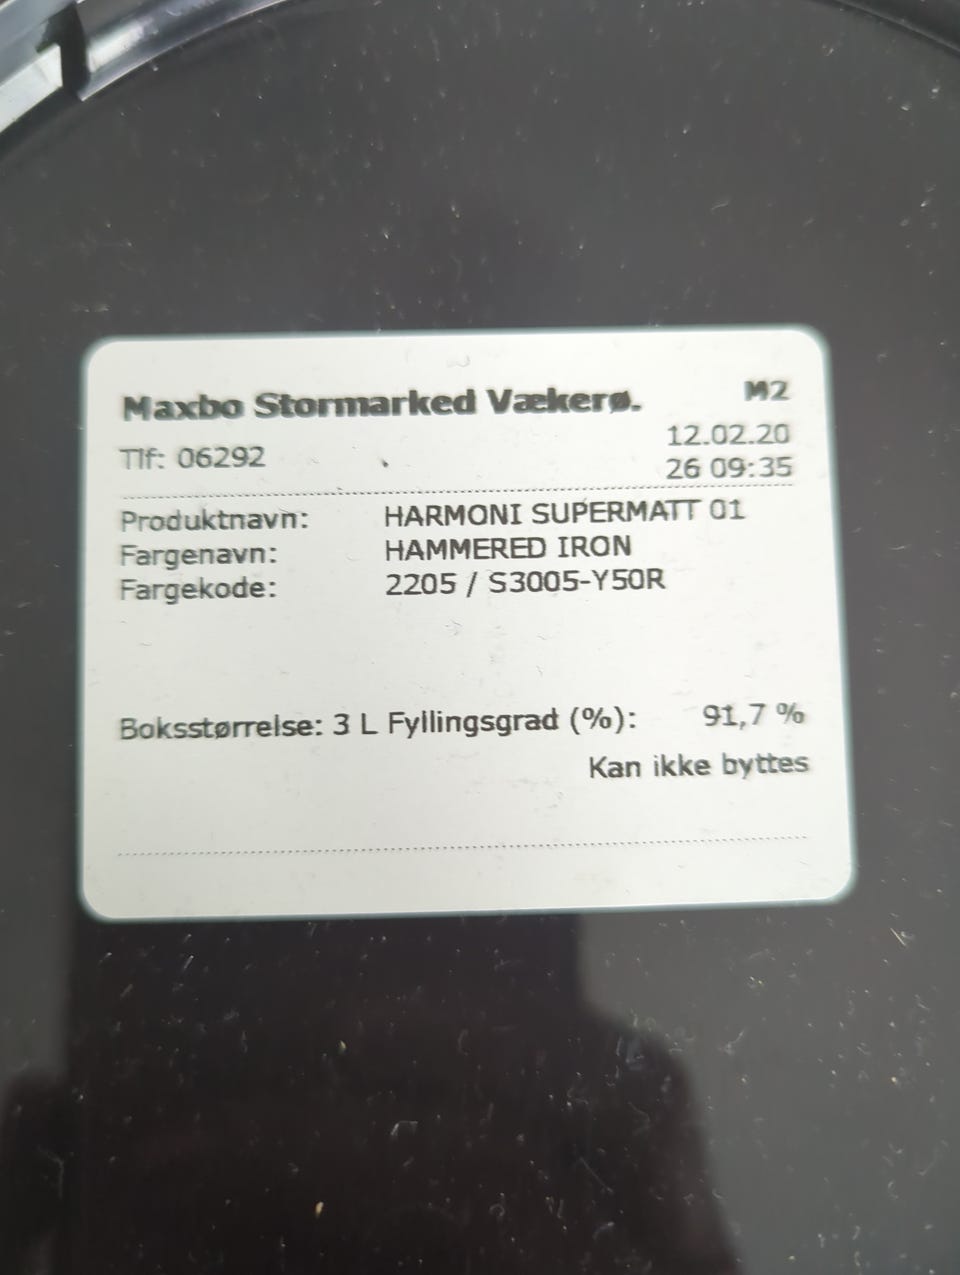 Maxbo Stormarked Vækerø. M2
Tlf: 06292 12.02.20
26 09:35
Produktnavn: HARMONI SUPERMATT 01
Fargenavn: HAMMERED IRON
Fargekode: 2205 / S3005-Y50R
Boksstørrelse: 3 L Fyllingsgrad (%): 91,7 %
Kan ikke byttes